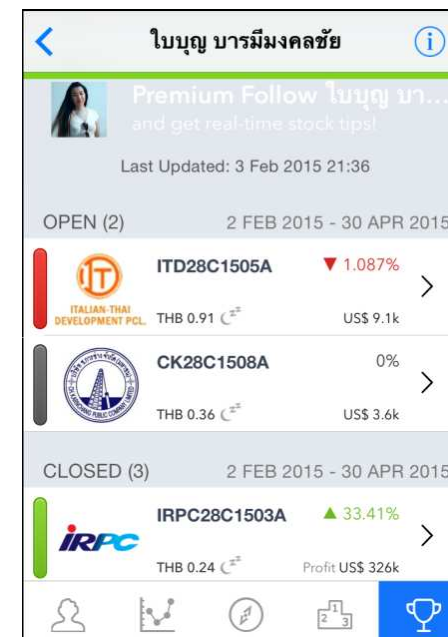 ใบบุญ บารมีมงคลชัย
i
Premium Follow ใบบุญ บา...
and get real-time stock tips!
Last Updated: 3 Feb 2015 21:36
OPEN (2) 2 FEB 2015 - 30 APR 2015
ITD28C1505A ▼ 1.087%
ITALIAN-THAI
DEVELOPMENT PCL.
THB 0.91 US$ 9.1k
CK28C1508A 0%
THB 0.36 US$ 3.6k
CLOSED (3) 2 FEB 2015 - 30 APR 2015
IRPC28C1503A ▲ 33.41%
IRPC
THB 0.24 Profit US$ 326k
2 1 3